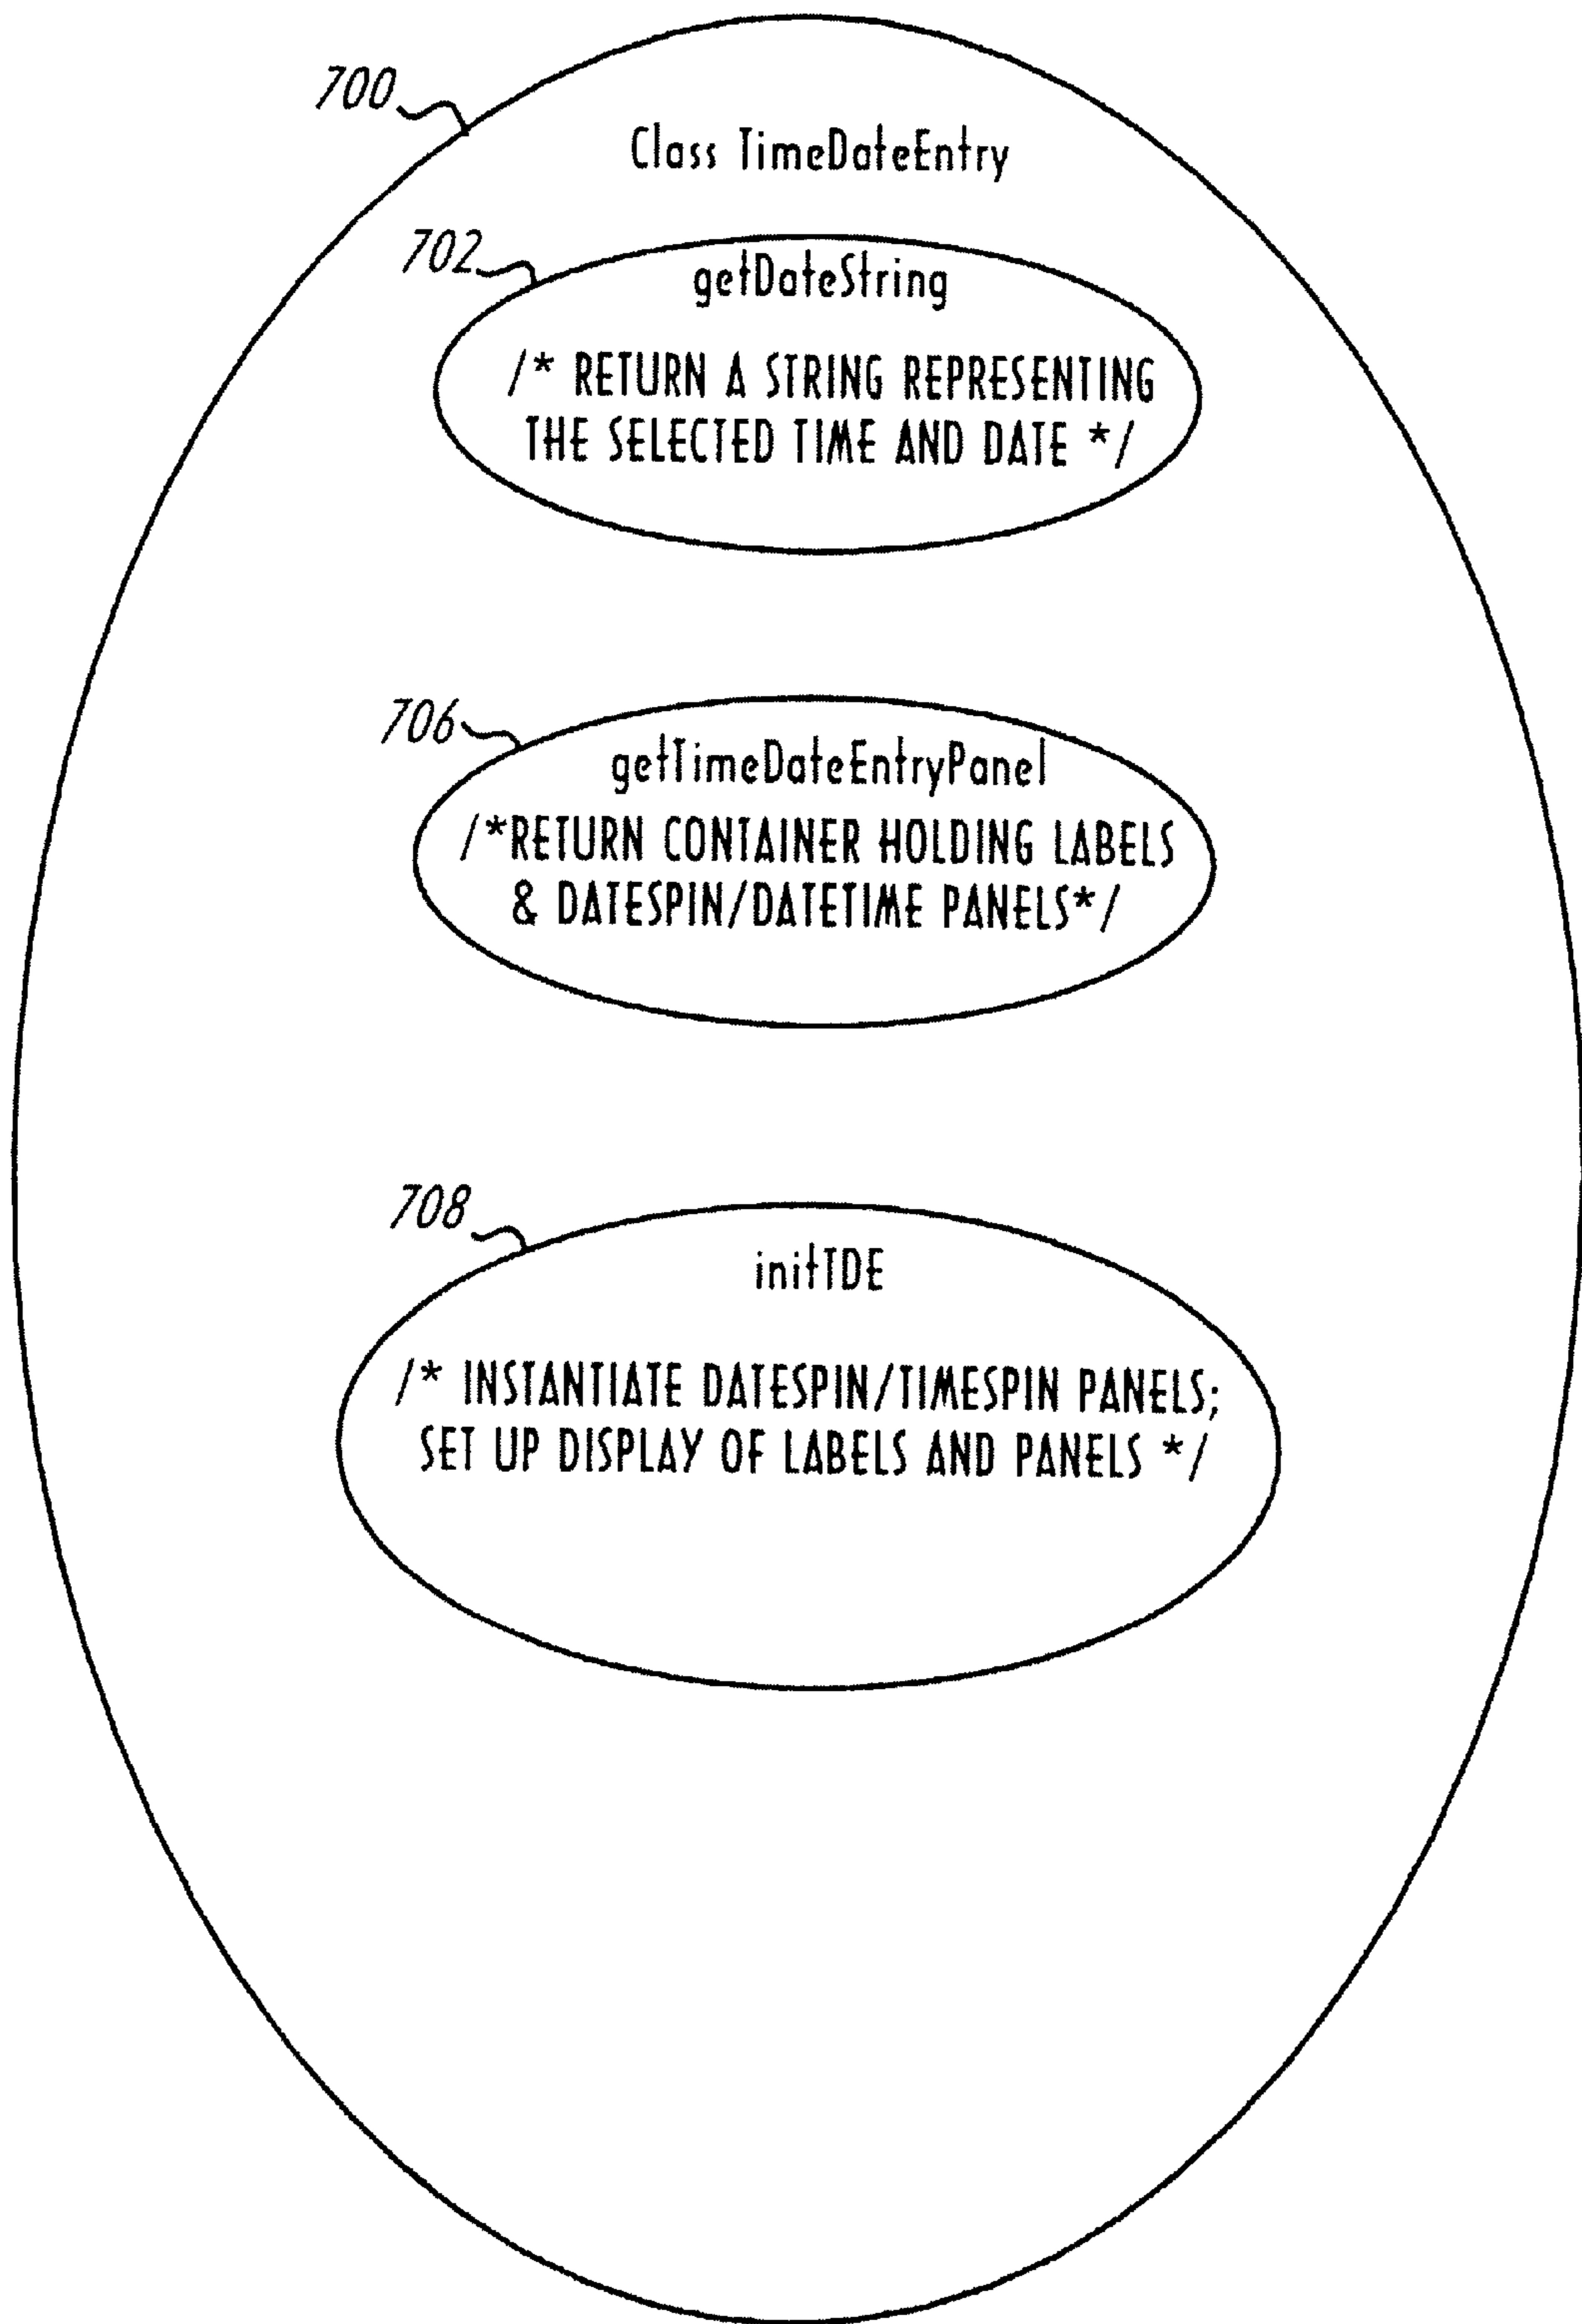 700
Class TimeDateEntry
702
getDateString
/* RETURN A STRING REPRESENTING
THE SELECTED TIME AND DATE */
706
getTimeDateEntryPanel
/*RETURN CONTAINER HOLDING LABELS
& DATESPIN/DATETIME PANELS*/
708
initTDE
/* INSTANTIATE DATESPIN/TIMESPIN PANELS;
SET UP DISPLAY OF LABELS AND PANELS */